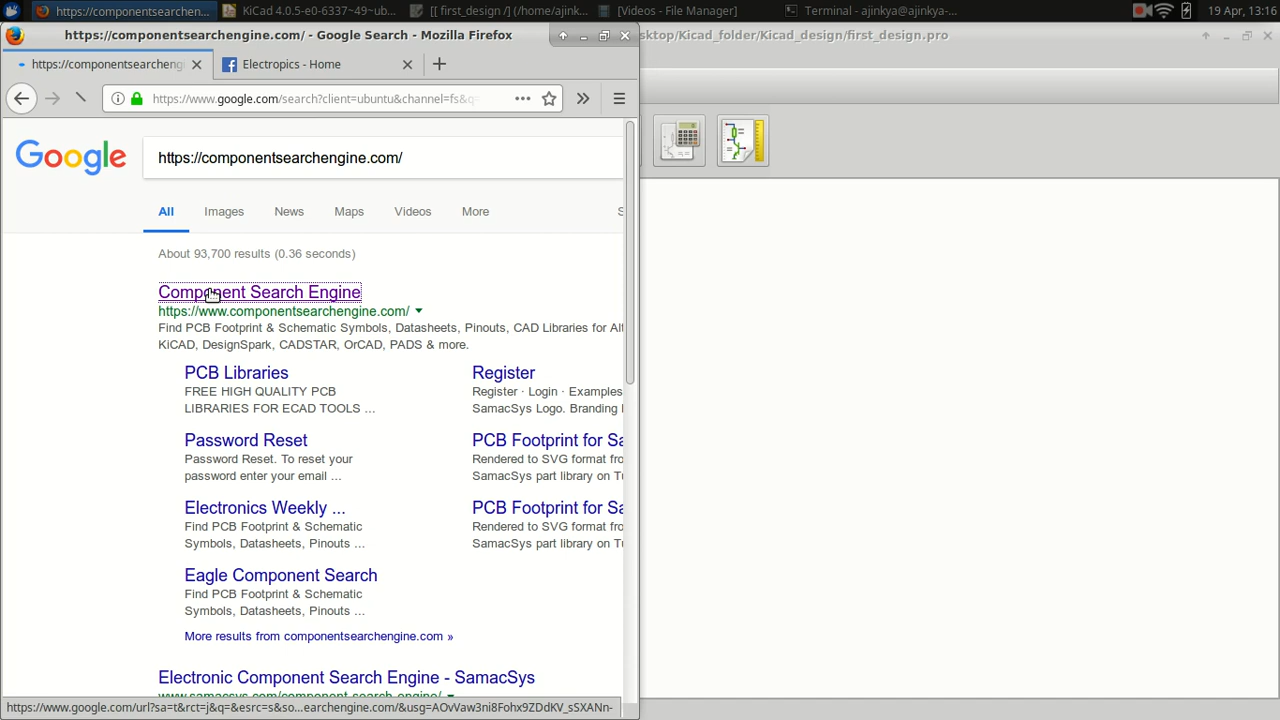 https://componentsearchen...
KiCad 4.0.5-e0-6337~49~ub...
[[ first_design /] (/home/ajink...
[Videos - File Manager]
Terminal - ajinkya@ajinkya-...
19 Apr, 13:16
https://componentsearchengine.com/ - Google Search - Mozilla Firefox
sktop/Kicad_folder/Kicad_design/first_design.pro
https://componentsearcheng
Electropics - Home
https://www.google.com/search?client=ubuntu&channel=fs&q=
Google
https://componentsearchengine.com/
All
Images
News
Maps
Videos
More
S
About 93,700 results (0.36 seconds)
Component Search Engine
https://www.componentsearchengine.com/
Find PCB Footprint & Schematic Symbols, Datasheets, Pinouts, CAD Libraries for Alt
KiCAD, DesignSpark, CADSTAR, OrCAD, PADS & more.
PCB Libraries
FREE HIGH QUALITY PCB
LIBRARIES FOR ECAD TOOLS ...
Register
Register · Login · Examples
SamacSys Logo. Branding
Password Reset
Password Reset. To reset your
password enter your email ...
PCB Footprint for Sa
Rendered to SVG format fro
SamacSys part library on Tu
Electronics Weekly ...
Find PCB Footprint & Schematic
Symbols, Datasheets, Pinouts ...
PCB Footprint for Sa
Rendered to SVG format fro
SamacSys part library on Tu
Eagle Component Search
Find PCB Footprint & Schematic
Symbols, Datasheets, Pinouts ...
More results from componentsearchengine.com »
Electronic Component Search Engine - SamacSys
www.samacsys.com/component-search-engine/
https://www.google.com/url?sa=t&rct=j&q=&esrc=s&so...earchengine.com/&usg=AOvVaw3ni8Fohx9ZDdKV_sSXANn-